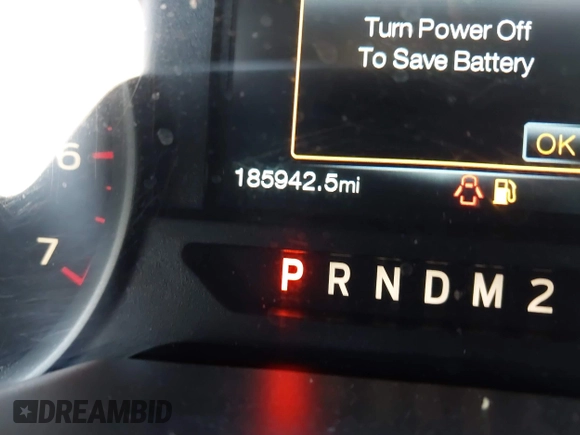 Turn Power Off
To Save Battery
OK
6
185942.5mi
7
P R N D M 2
DREAMBID